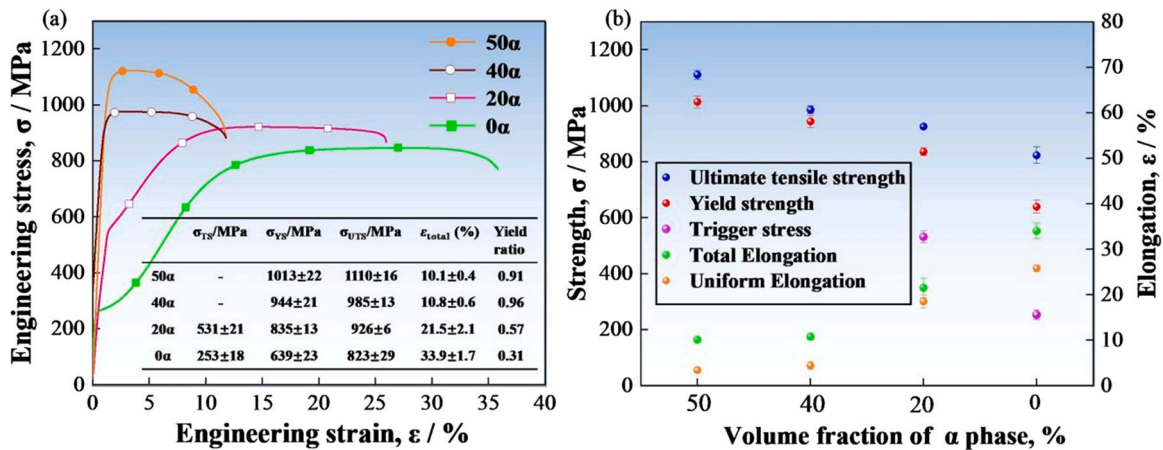 (a)
Engineering stress, σ / MPa
1200
1000
800
600
400
200
0
0 5 10 15 20 25 30 35 40
Engineering strain, ε / %
50α
40α
20α
0α
σTS/MPa σYS/MPa σUTS/MPa εtotal (%) Yield ratio
50α - 1013±22 1110±16 10.1±0.4 0.91
40α - 944±21 985±13 10.8±0.6 0.96
20α 531±21 835±13 926±6 21.5±2.1 0.57
0α 253±18 639±23 823±29 33.9±1.7 0.31
(b)
Strength, σ / MPa
1200
1000
800
600
400
200
0
50 40 20 0
Volume fraction of α phase, %
Ultimate tensile strength
Yield strength
Trigger stress
Total Elongation
Uniform Elongation
80
70
60
50
40
30
20
10
0
Elongation, ε / %